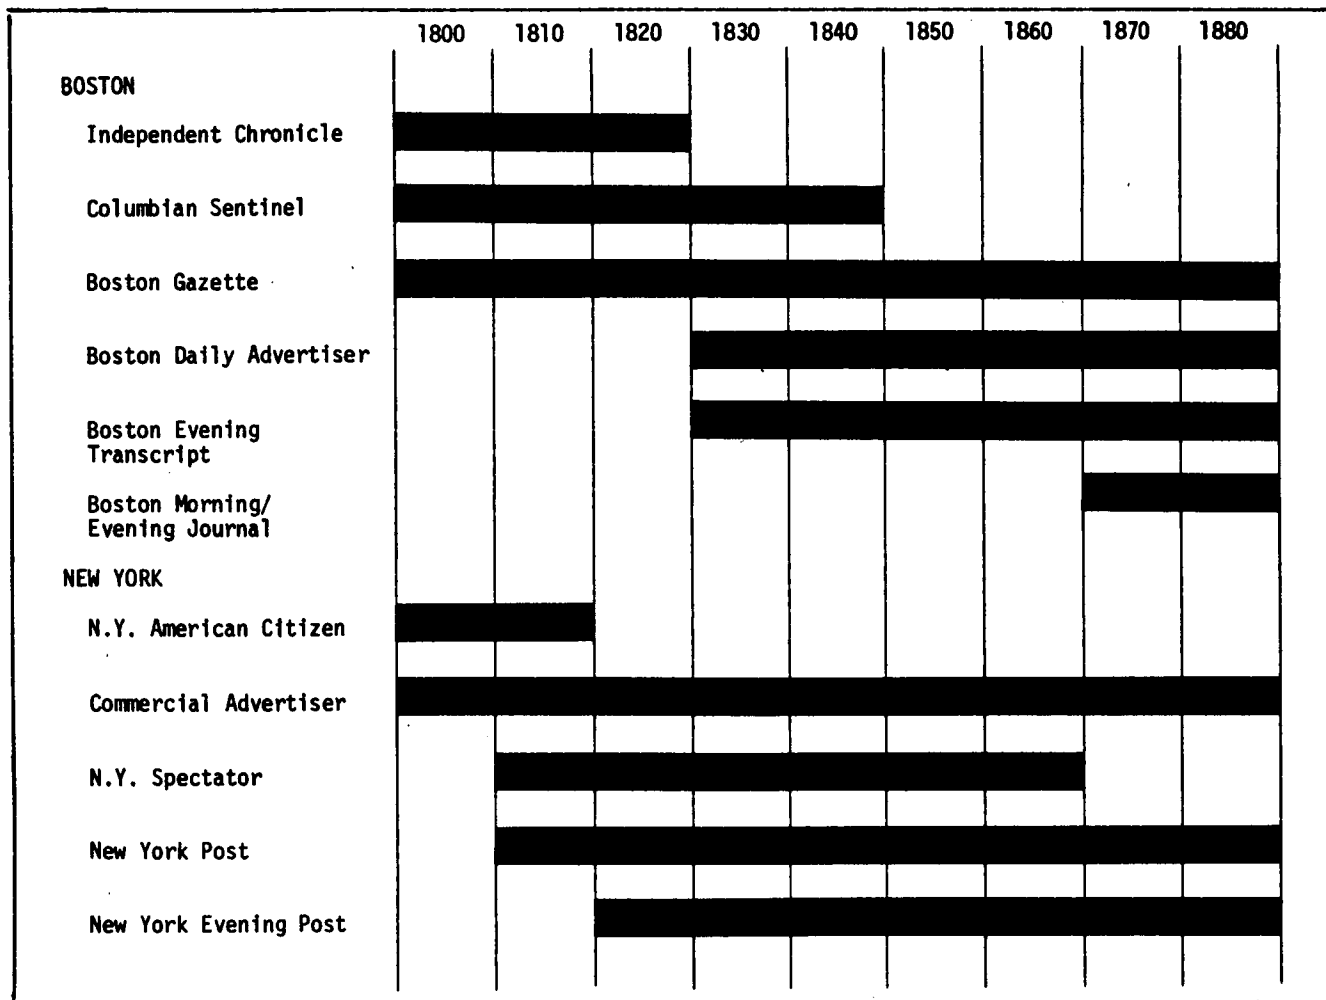 1800 1810 1820 1830 1840 1850 1860 1870 1880
BOSTON
Independent Chronicle
Columbian Sentinel
Boston Gazette
Boston Daily Advertiser
Boston Evening
Transcript
Boston Morning/
Evening Journal
NEW YORK
N.Y. American Citizen
Commercial Advertiser
N.Y. Spectator
New York Post
New York Evening Post